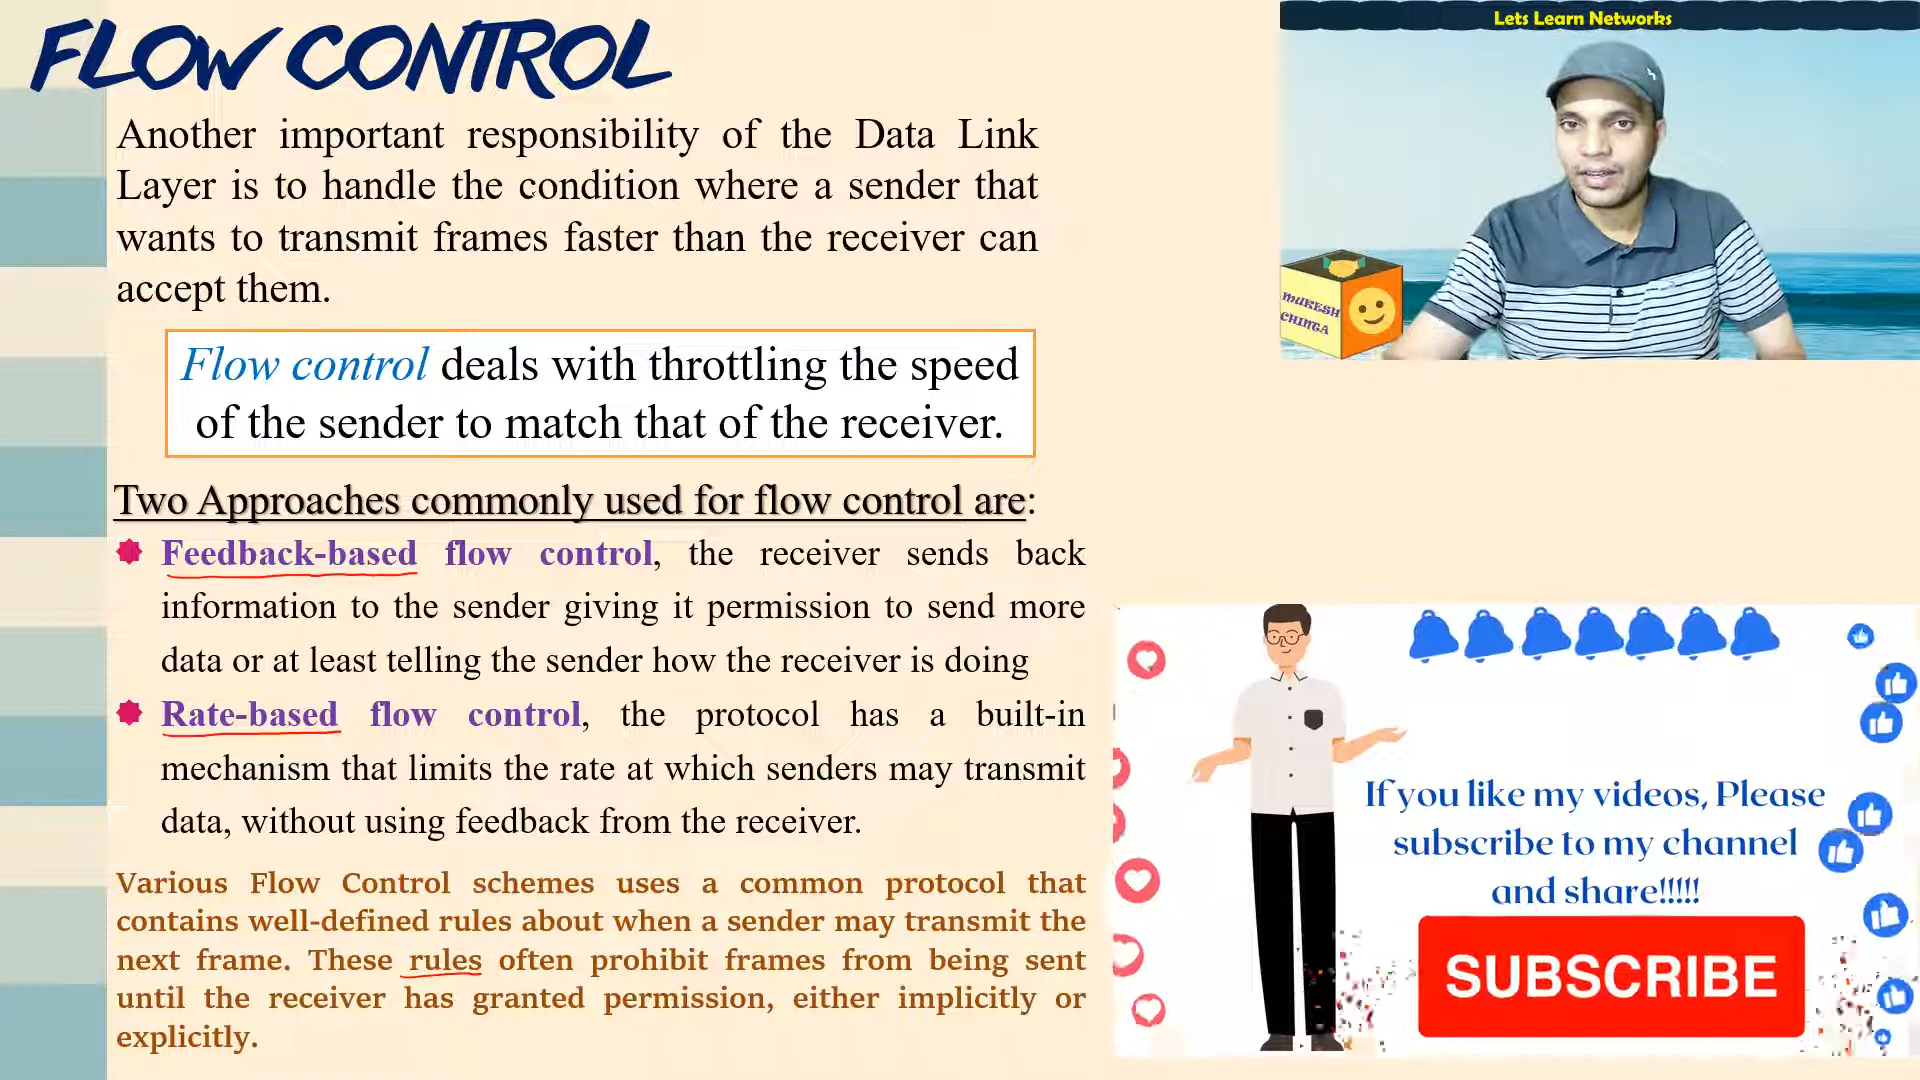 FLOW CONTROL
Lets Learn Networks
Another important responsibility of the Data Link
Layer is to handle the condition where a sender that
wants to transmit frames faster than the receiver can
accept them.
MUKESH
CHINTA
Flow control deals with throttling the speed
of the sender to match that of the receiver.
Two Approaches commonly used for flow control are:
Feedback-based flow control, the receiver sends back
information to the sender giving it permission to send more
data or at least telling the sender how the receiver is doing
Rate-based flow control, the protocol has a built-in
mechanism that limits the rate at which senders may transmit
data, without using feedback from the receiver.
Various Flow Control schemes uses a common protocol that
contains well-defined rules about when a sender may transmit the
next frame. These rules often prohibit frames from being sent
until the receiver has granted permission, either implicitly or
explicitly.
If you like my videos, Please
subscribe to my channel
and share!!!!!
SUBSCRIBE